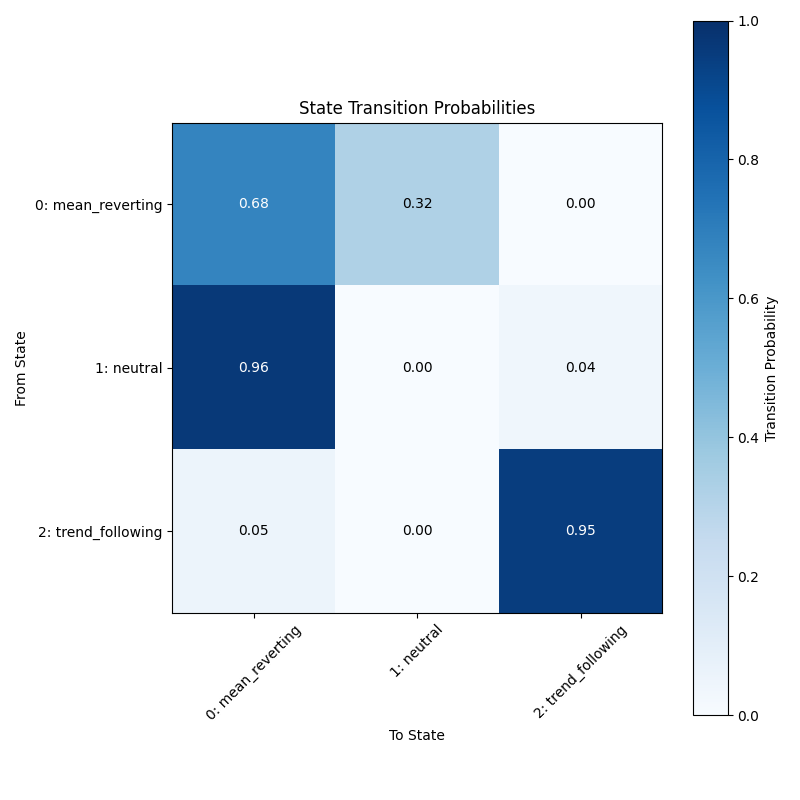 State Transition Probabilities
From State
0: mean_reverting
1: neutral
2: trend_following
0.68 0.32 0.00
0.96 0.00 0.04
0.05 0.00 0.95
0: mean_reverting
1: neutral
2: trend_following
To State
1.0
0.8
0.6
0.4
0.2
0.0
Transition Probability